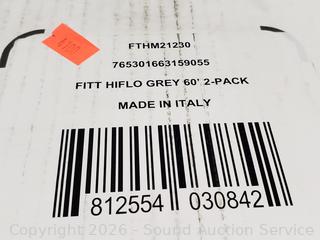 FTHM21230
765301663159055
FITT HIFLO GREY 60' 2-PACK
MADE IN ITALY
812554 030842
Copyright 2026 - Sound Auction Service